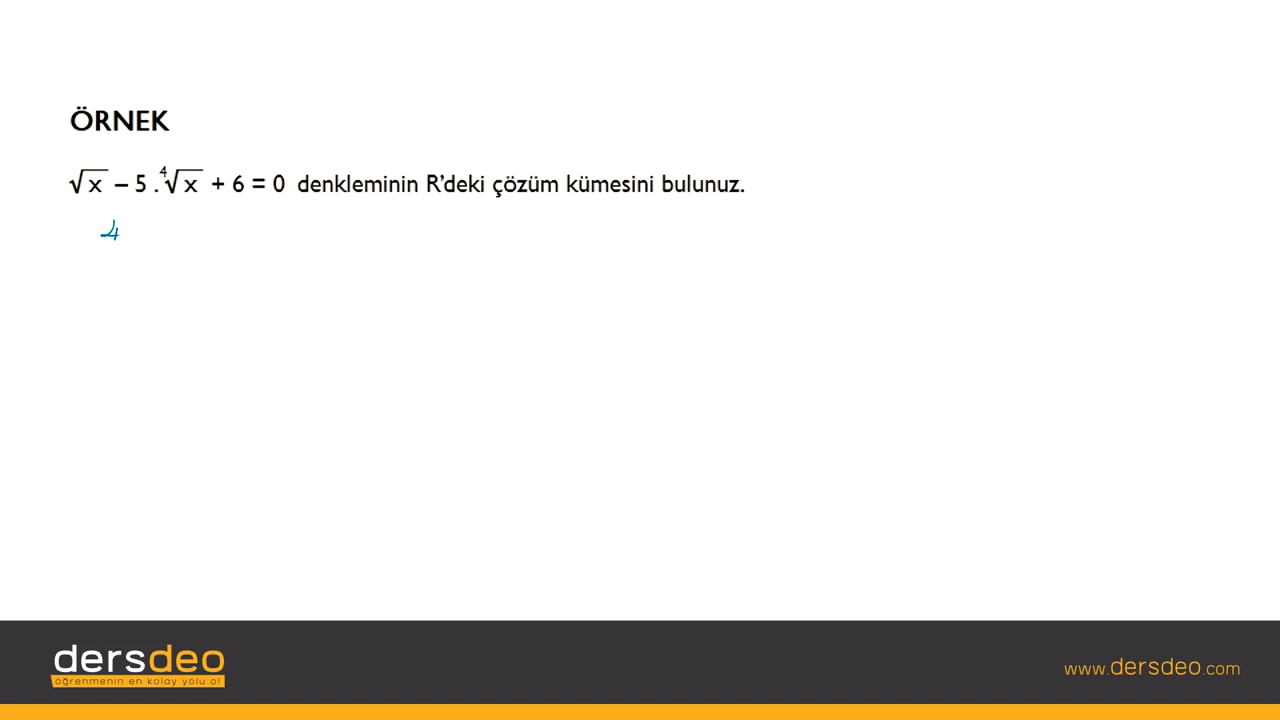 ÖRNEK
√x – 5 . ⁴√x + 6 = 0 denkleminin R’deki çözüm kümesini bulunuz.
4
dersdeo
öğrenmenin en kolay yolu o!
www.dersdeo.com